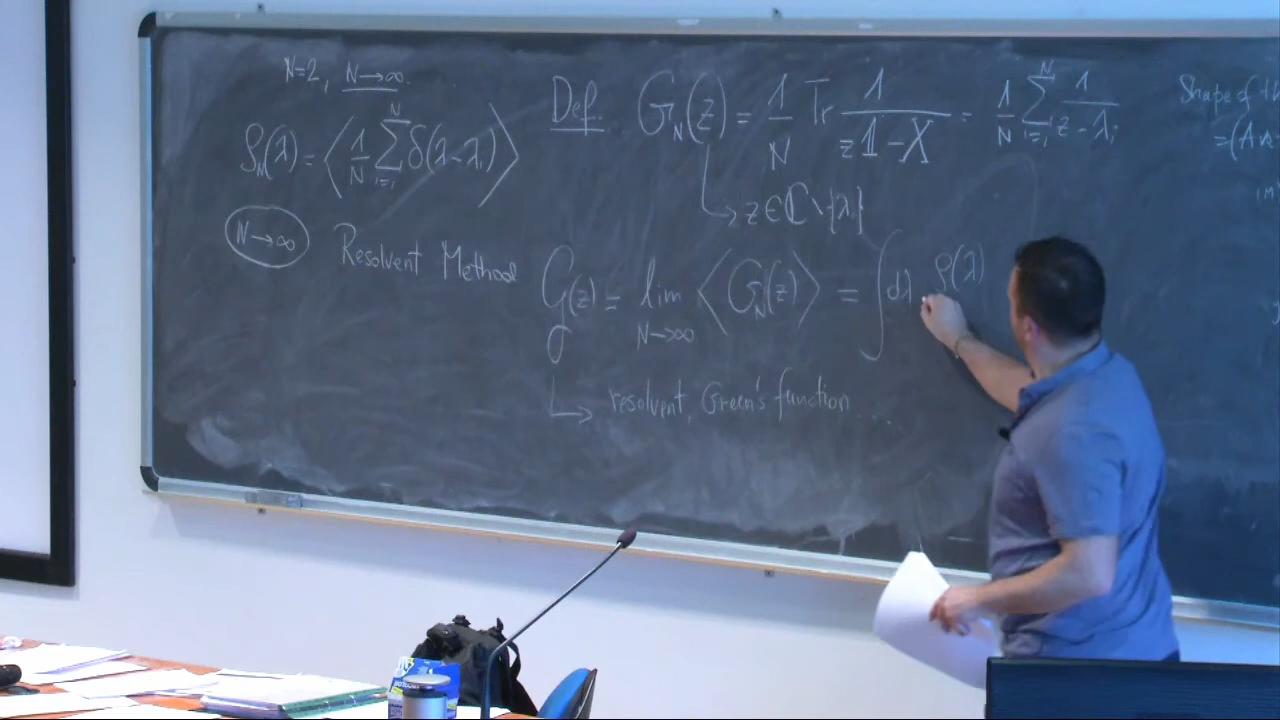 N=2, N→∞.
ρ_N(λ) = ⟨ 1/N ∑_{i=1}^{N} δ(λ-λ_i) ⟩
N→∞ Resolvent Method
Def. G_N(z) = 1/N Tr 1/(z𝟙-X) = 1/N ∑_{i=1}^{N} 1/(z-λ_i)
↳ z∈ℂ\{λ_i}
G(z) = lim_{N→∞} ⟨G_N(z)⟩ = ∫dλ ρ(λ)
↳ resolvent, Green's function ...
Shape of
=(